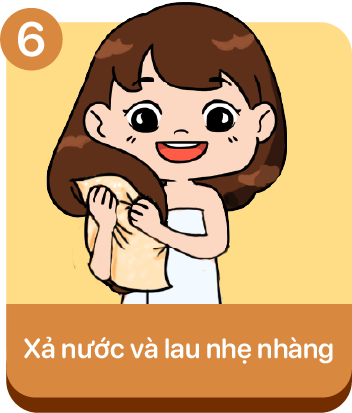 6
Xả nước và lau nhẹ nhàng